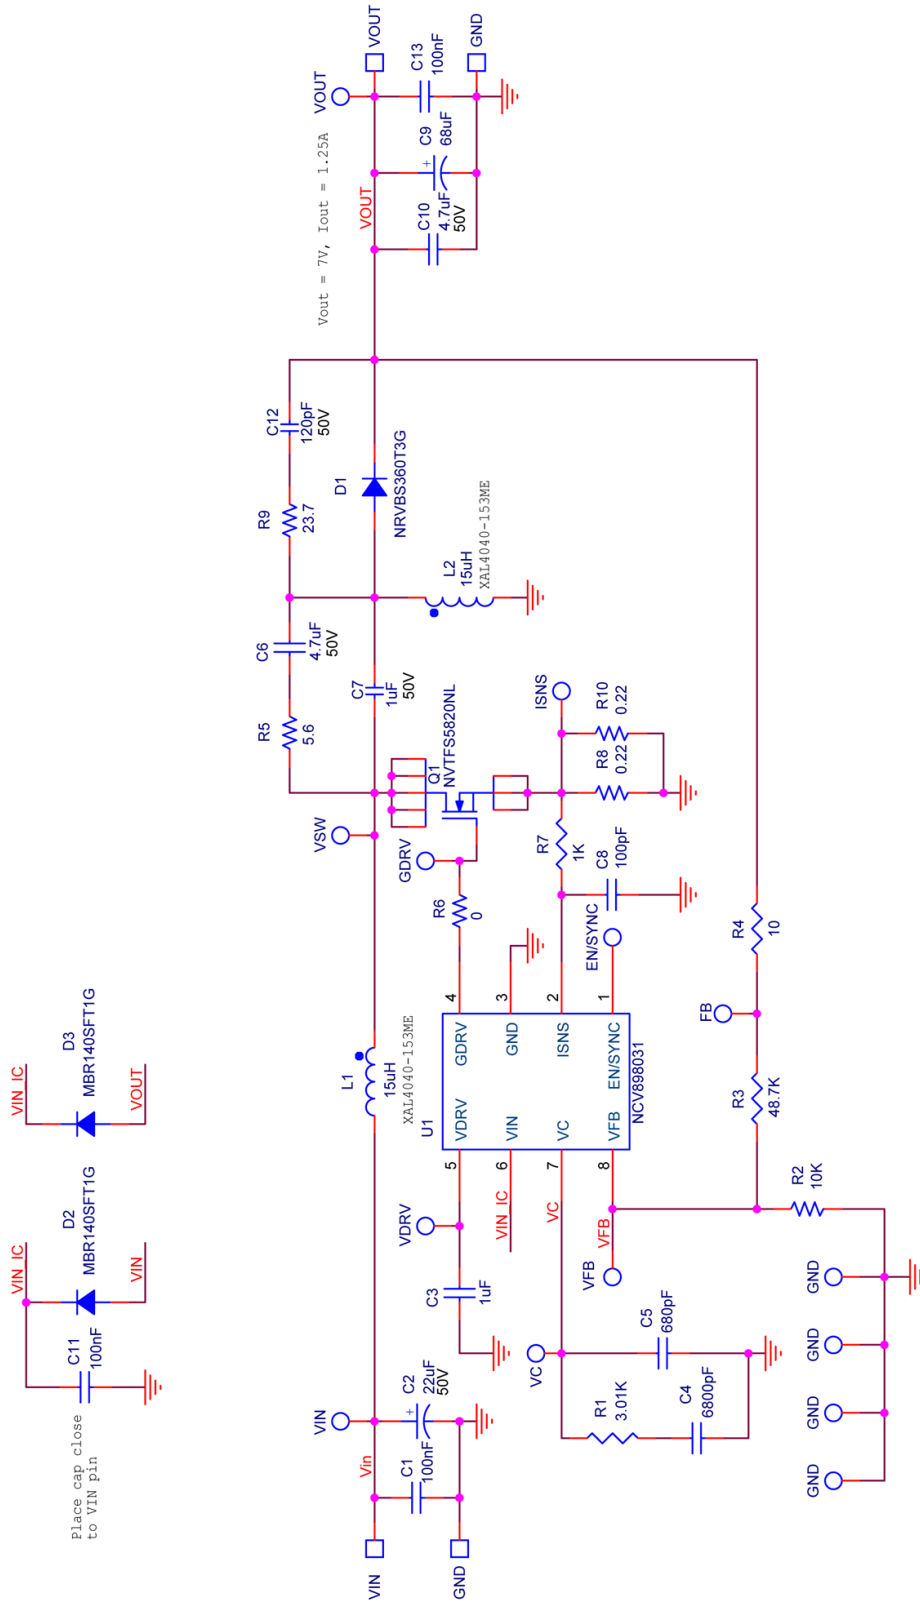 Place cap close
to VIN pin
VIN_IC
C11
100nF
D2
MBR140SFT1G
VIN
VIN_IC
D3
MBR140SFT1G
VOUT
R5
5.6
C6
4.7uF
50V
R9
23.7
C12
120pF
50V
Vout = 7V, Iout = 1.25A
VIN
Vin
VIN
L1
15uH
XAL4040-153ME
VSW
C7
1uF
50V
D1
NRVBS360T3G
VOUT
VOUT
VOUT
C1
100nF
C2
22uF
50V
GND
VDRV
C3
1uF
U1
VDRV
VIN
VC
VFB
GDRV
GND
ISNS
EN/SYNC
NCV898031
5
6
7
8
4
3
2
1
VIN_IC
VC
VFB
VFB
R6
0
GDRV
Q1
NVTFS5820NL
L2
15uH
XAL4040-153ME
C10
4.7uF
50V
C9
68uF
C13
100nF
GND
EN/SYNC
R7
1K
C8
100pF
ISNS
R8
0.22
R10
0.22
VC
R1
3.01K
C4
6800pF
C5
680pF
R3
48.7K
FB
R4
10
R2
10K
GND
GND
GND
GND